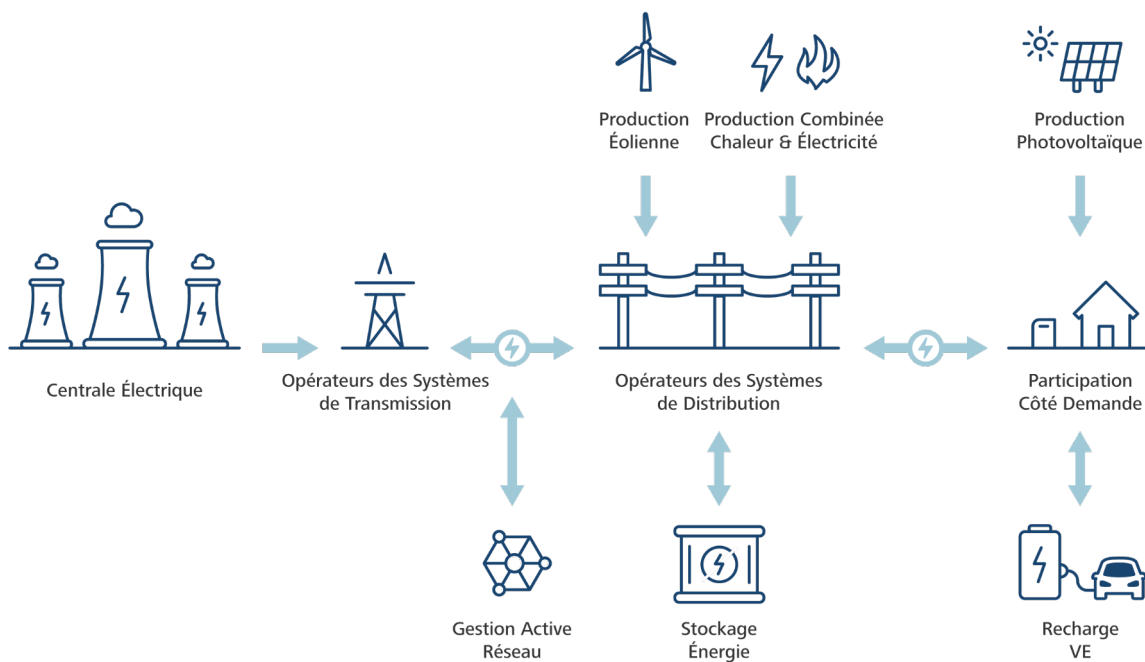 Production
Éolienne
Production Combinée
Chaleur & Électricité
Production
Photovoltaïque
Centrale Électrique
Opérateurs des Systèmes
de Transmission
Opérateurs des Systèmes
de Distribution
Participation
Côté Demande
Gestion Active
Réseau
Stockage
Énergie
Recharge
VE